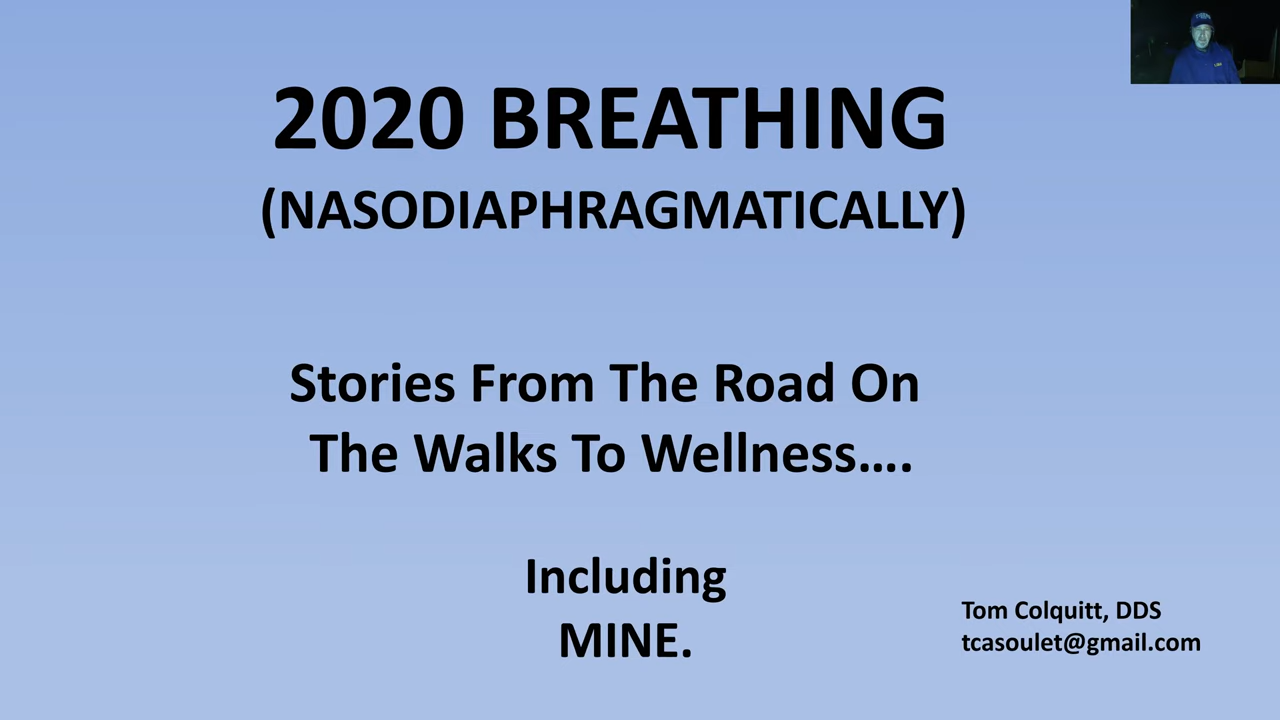 2020 BREATHING
(NASODIAPHRAGMATICALLY)
Stories From The Road On
The Walks To Wellness....
Including
MINE.
Tom Colquitt, DDS
tcasoulet@gmail.com